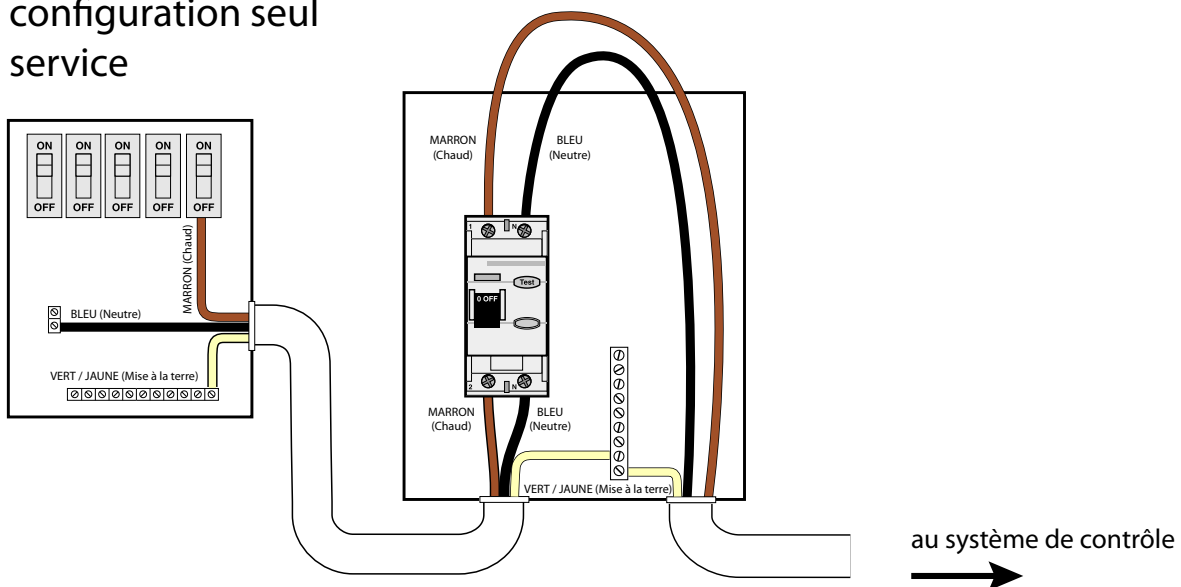 configuration seul
service
ON ON ON ON ON
OFF OFF OFF OFF OFF
MARRON (Chaud)
BLEU (Neutre)
VERT / JAUNE (Mise à la terre)
MARRON
(Chaud)
BLEU
(Neutre)
1 N
Test
0 OFF
2 N
MARRON
(Chaud)
BLEU
(Neutre)
VERT / JAUNE (Mise à la terre)
au système de contrôle